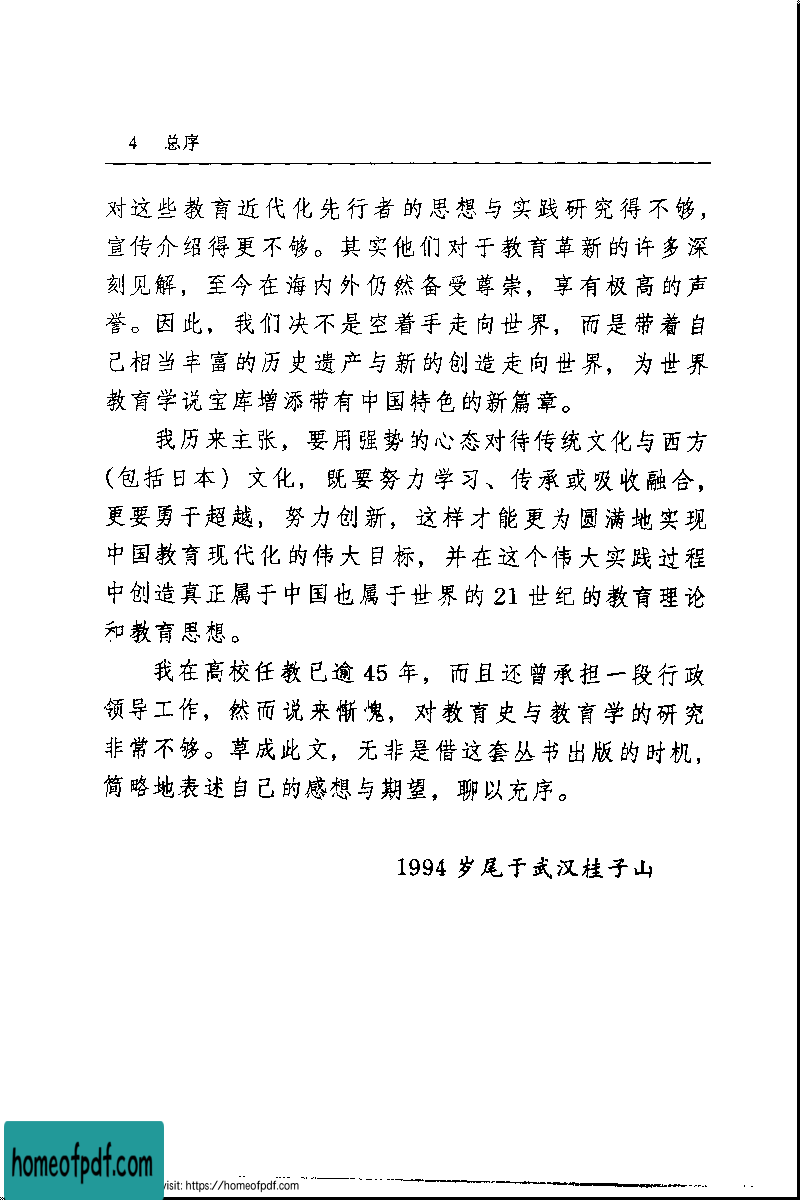 4 总序
对这些教育近代化先行者的思想与实践研究得不够，
宣传介绍得更不够。其实他们对于教育革新的许多深
刻见解，至今在海内外仍然备受尊崇，享有极高的声
誉。因此，我们决不是空着手走向世界，而是带着自
己相当丰富的历史遗产与新的创造走向世界，为世界
教育学说宝库增添带有中国特色的新篇章。
我历来主张，要用强势的心态对待传统文化与西方
(包括日本）文化，既要努力学习、传承或吸收融合，
更要勇于超越，努力创新，这样才能更为圆满地实现
中国教育现代化的伟大目标，并在这个伟大实践过程
中创造真正属于中国也属于世界的 21 世纪的教育理论
和教育思想。
我在高校任教已逾 45 年，而且还曾承担一段行政
领导工作，然而说来惭愧，对教育史与教育学的研究
非常不够。草成此文，无非是借这套丛书出版的时机，
简略地表述自己的感想与期望，聊以充序。
1994 岁尾于武汉桂子山
homeofpdf.com
visit: https://homeofpdf.com